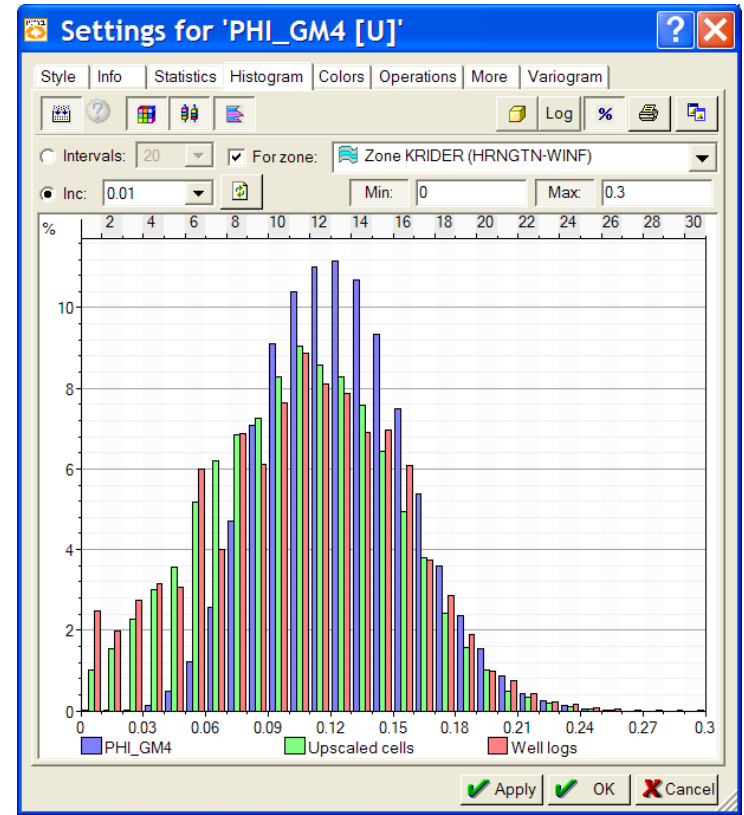 Settings for 'PHI_GM4 [U]'
Style Info Statistics Histogram Colors Operations More Variogram
Log %
Intervals: 20 For zone: Zone KRIDER (HRNGTN-WINF)
Inc: 0.01 Min: 0 Max: 0.3
% 2 4 6 8 10 12 14 16 18 20 22 24 26 28 30
10
8
6
4
2
0
0 0.03 0.06 0.09 0.12 0.15 0.18 0.21 0.24 0.27 0.3
PHI_GM4 Upscaled cells Well logs
Apply OK Cancel